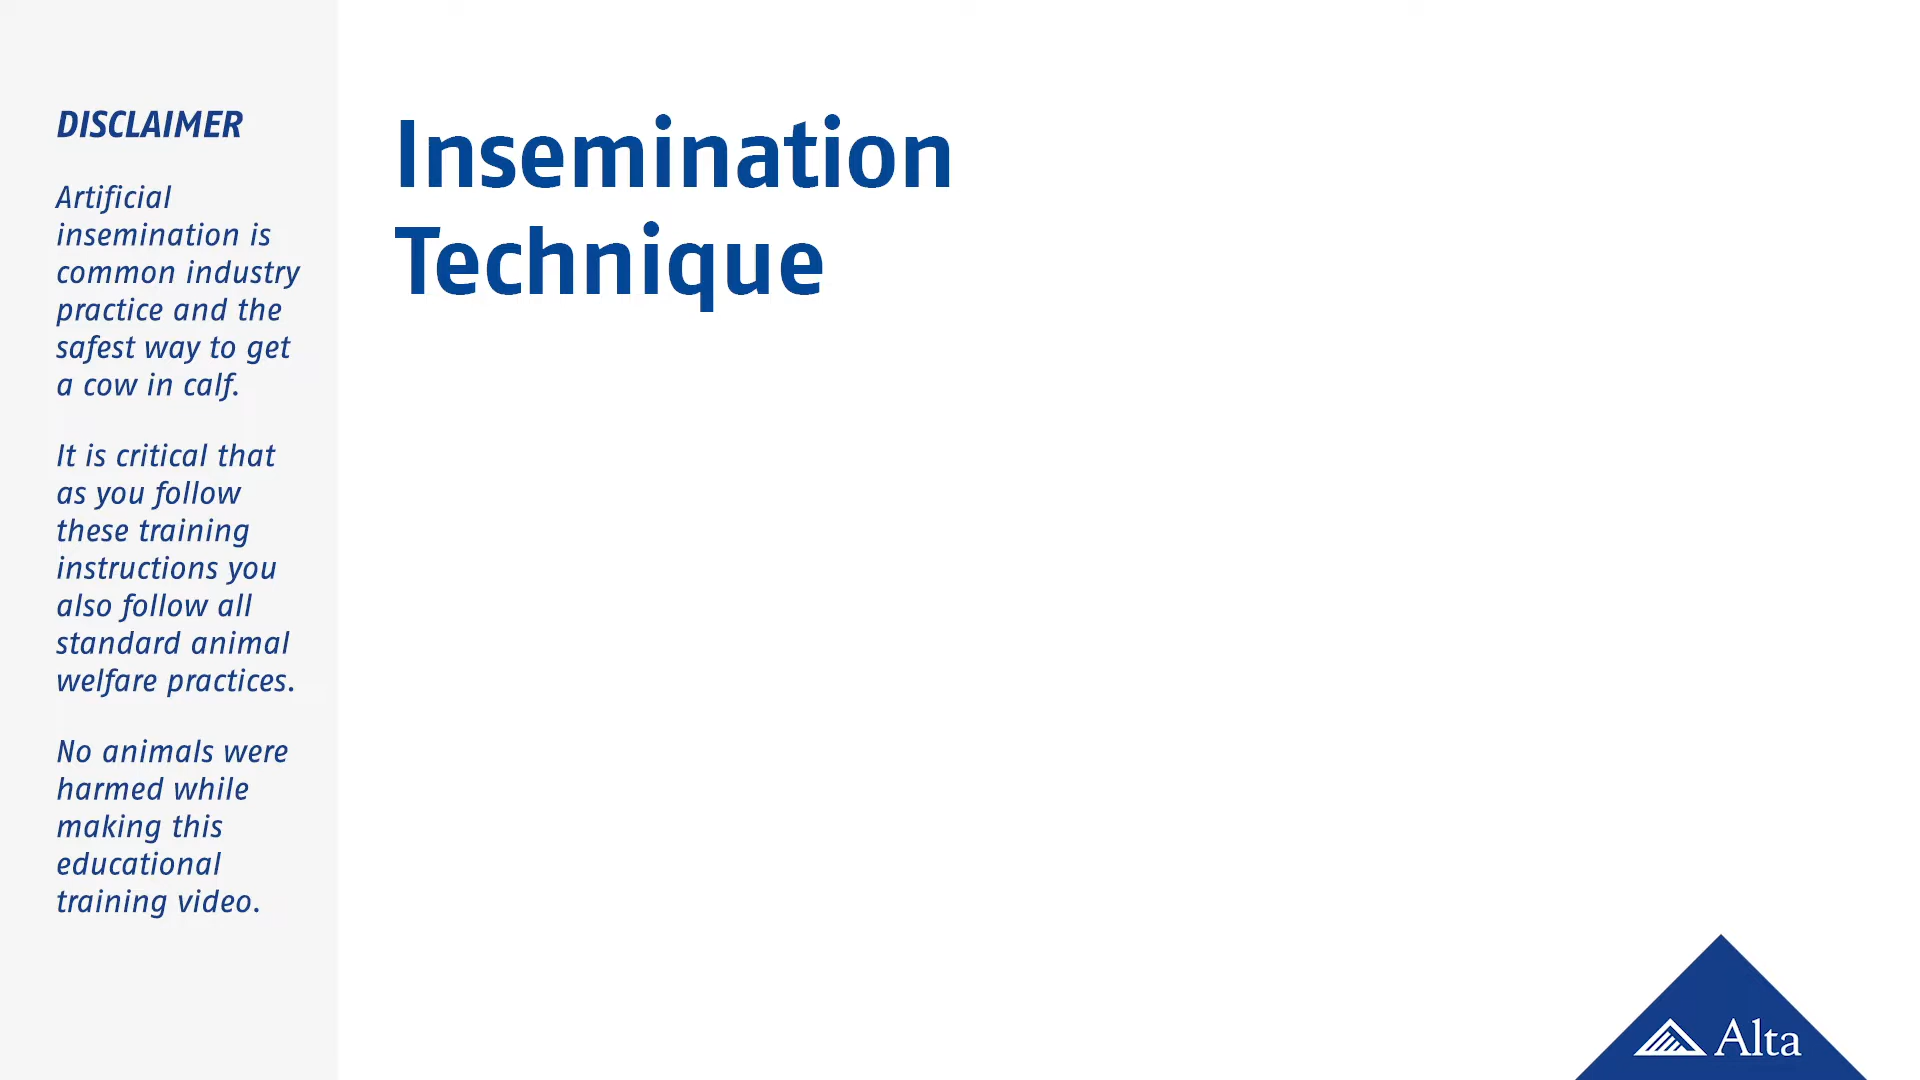 DISCLAIMER
Artificial
insemination is
common industry
practice and the
safest way to get
a cow in calf.
It is critical that
as you follow
these training
instructions you
also follow all
standard animal
welfare practices.
No animals were
harmed while
making this
educational
training video.
Insemination
Technique
Alta